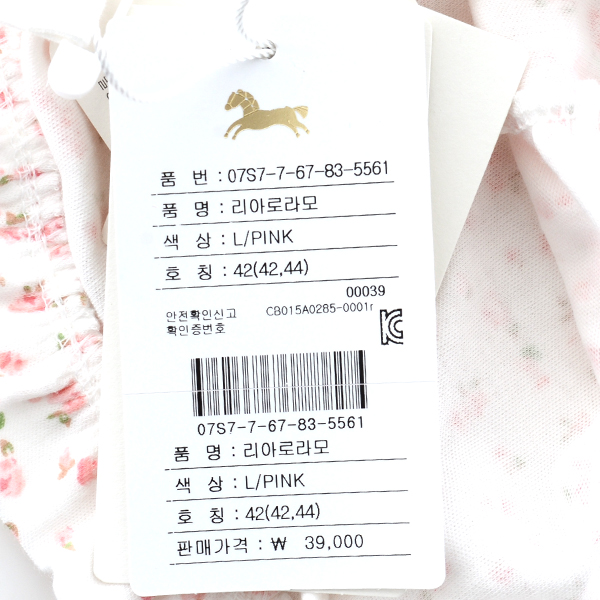 품 번 : 07S7-7-67-83-5561
품 명 : 리아로라모
색 상 : L/PINK
호 칭 : 42(42,44)
00039
안전확인신고 CB015A0285-0001r
확인증번호
07S7-7-67-83-5561
품 명 : 리아로라모
색 상 : L/PINK
호 칭 : 42(42,44)
판매가격 : ₩ 39,000